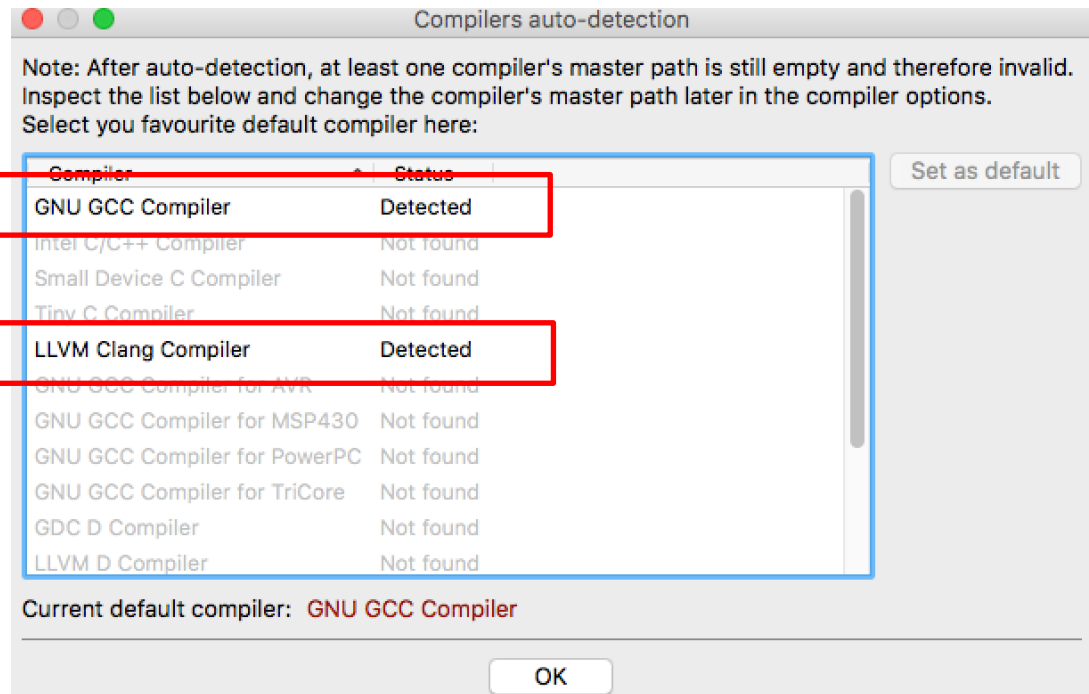 Compilers auto-detection
Note: After auto-detection, at least one compiler's master path is still empty and therefore invalid.
Inspect the list below and change the compiler's master path later in the compiler options.
Select you favourite default compiler here:
Compiler Status
Set as default
GNU GCC Compiler Detected
Intel C/C++ Compiler Not found
Small Device C Compiler Not found
Tiny C Compiler Not found
LLVM Clang Compiler Detected
GNU GCC Compiler for AVR Not found
GNU GCC Compiler for MSP430 Not found
GNU GCC Compiler for PowerPC Not found
GNU GCC Compiler for TriCore Not found
GDC D Compiler Not found
LLVM D Compiler Not found
Current default compiler: GNU GCC Compiler
OK